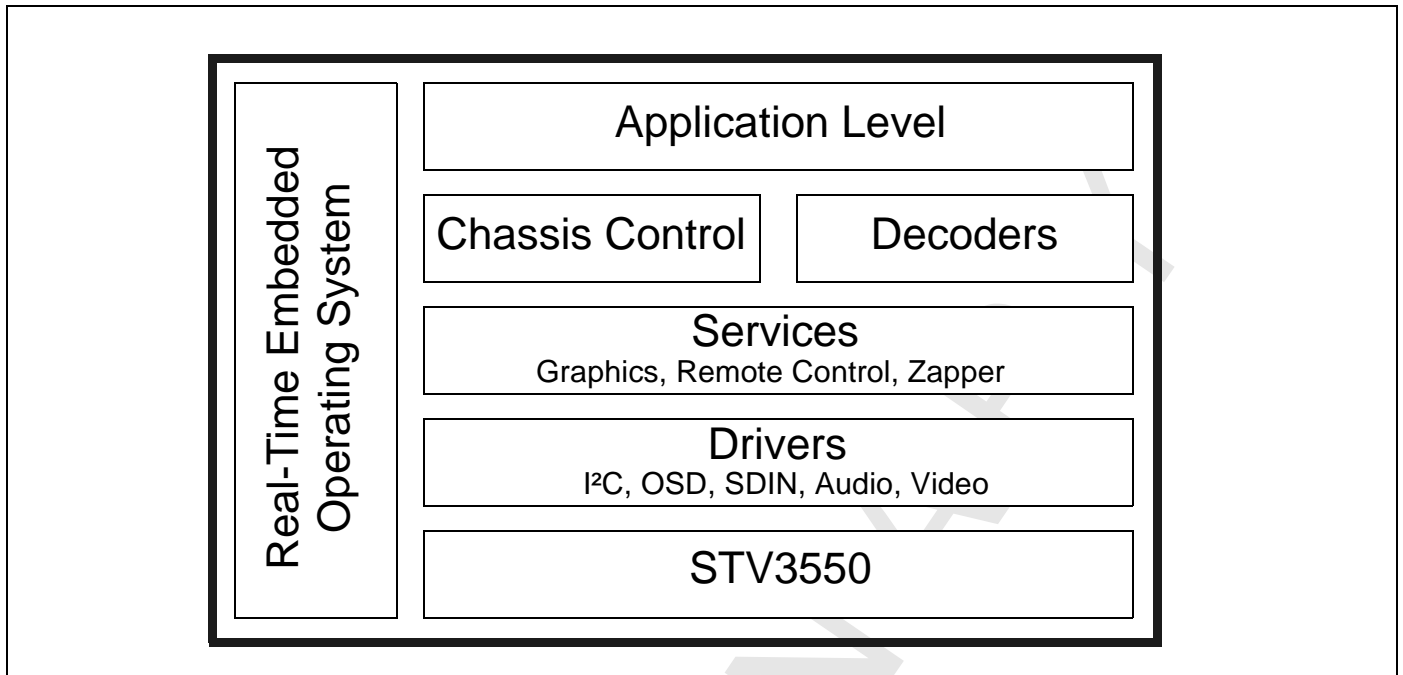 Real-Time Embedded
Operating System
Application Level
Chassis Control
Decoders
Services
Graphics, Remote Control, Zapper
Drivers
I²C, OSD, SDIN, Audio, Video
STV3550